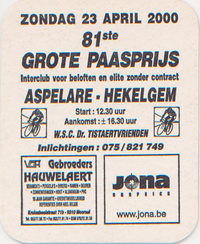 ZONDAG 23 APRIL 2000
81ste
GROTE PAASPRIJS
Interclub voor beloften en elite zonder contract
ASPELARE - HEKELGEM
Start : 12.30 uur
Aankomst : ± 16.30 uur
W.S.C. Dr. TISTAERTVRIENDEN
Inlichtingen : 075/821 749
Gebroeders
HAUWELAERT
jona
GRAPHICS
www.jona.be